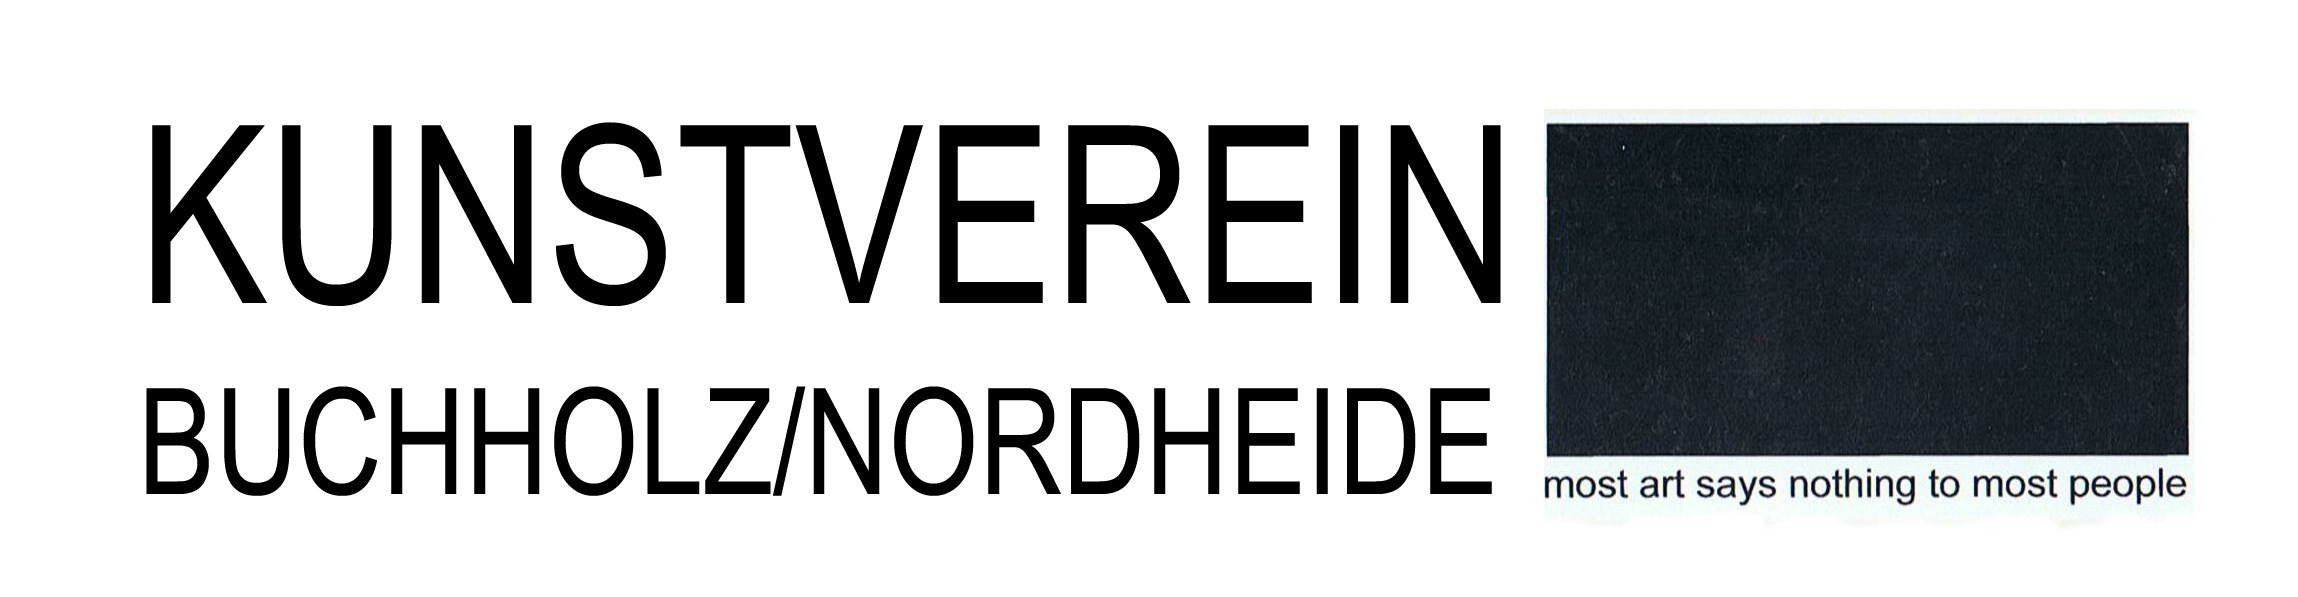 KUNSTVEREIN
BUCHHOLZ/NORDHEIDE
most art says nothing to most people